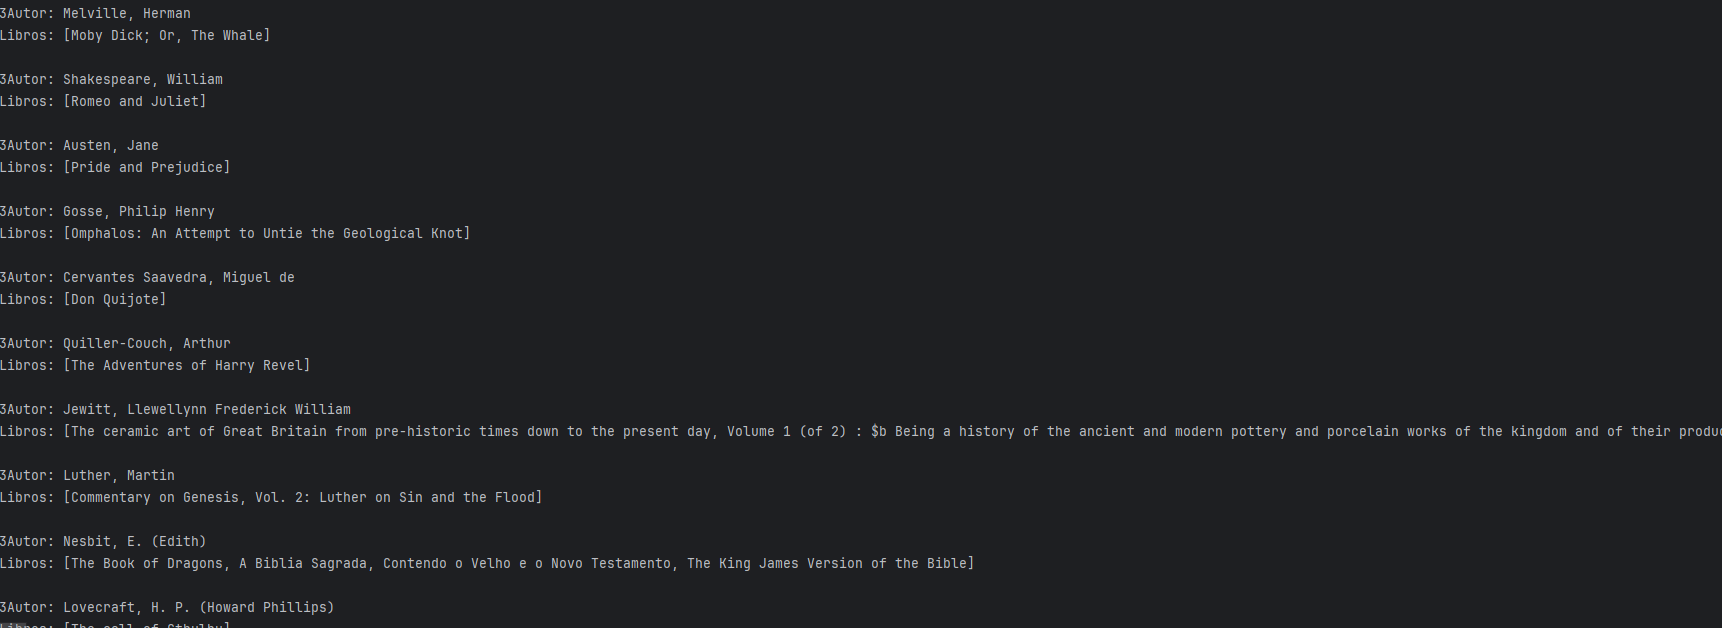 3Autor: Melville, Herman
Libros: [Moby Dick; Or, The Whale]
3Autor: Shakespeare, William
Libros: [Romeo and Juliet]
3Autor: Austen, Jane
Libros: [Pride and Prejudice]
3Autor: Gosse, Philip Henry
Libros: [Omphalos: An Attempt to Untie the Geological Knot]
3Autor: Cervantes Saavedra, Miguel de
Libros: [Don Quijote]
3Autor: Quiller-Couch, Arthur
Libros: [The Adventures of Harry Revel]
3Autor: Jewitt, Llewellynn Frederick William
Libros: [The ceramic art of Great Britain from pre-historic times down to the present day, Volume 1 (of 2) : $b Being a history of the ancient and modern pottery and porcelain works of the kingdom and of their produ
3Autor: Luther, Martin
Libros: [Commentary on Genesis, Vol. 2: Luther on Sin and the Flood]
3Autor: Nesbit, E. (Edith)
Libros: [The Book of Dragons, A Biblia Sagrada, Contendo o Velho e o Novo Testamento, The King James Version of the Bible]
3Autor: Lovecraft, H. P. (Howard Phillips)
Libros: [The call of Cthulhu]